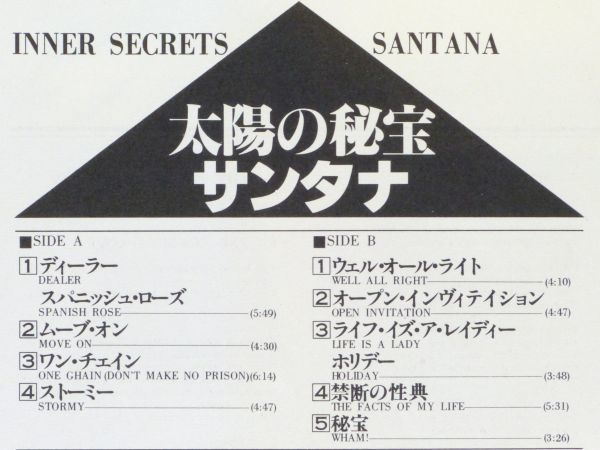 INNER SECRETS SANTANA
太陽の秘宝
サンタナ
■SIDE A
1 ディーラー
DEALER
スパニッシュ・ローズ
SPANISH ROSE (5:49)
2 ムーブ・オン
MOVE ON (4:30)
3 ワン・チェイン
ONE GHAIN (DON'T MAKE NO PRISON) (6:14)
4 ストーミー
STORMY (4:47)
■SIDE B
1 ウェル・オール・ライト
WELL ALL RIGHT (4:10)
2 オープン・インヴィテイション
OPEN INVITATION (4:47)
3 ライフ・イズ・ア・レイディー
LIFE IS A LADY
ホリデー
HOLIDAY (3:48)
4 禁断の性典
THE FACTS OF MY LIFE (5:31)
5 秘宝
WHAM! (3:26)